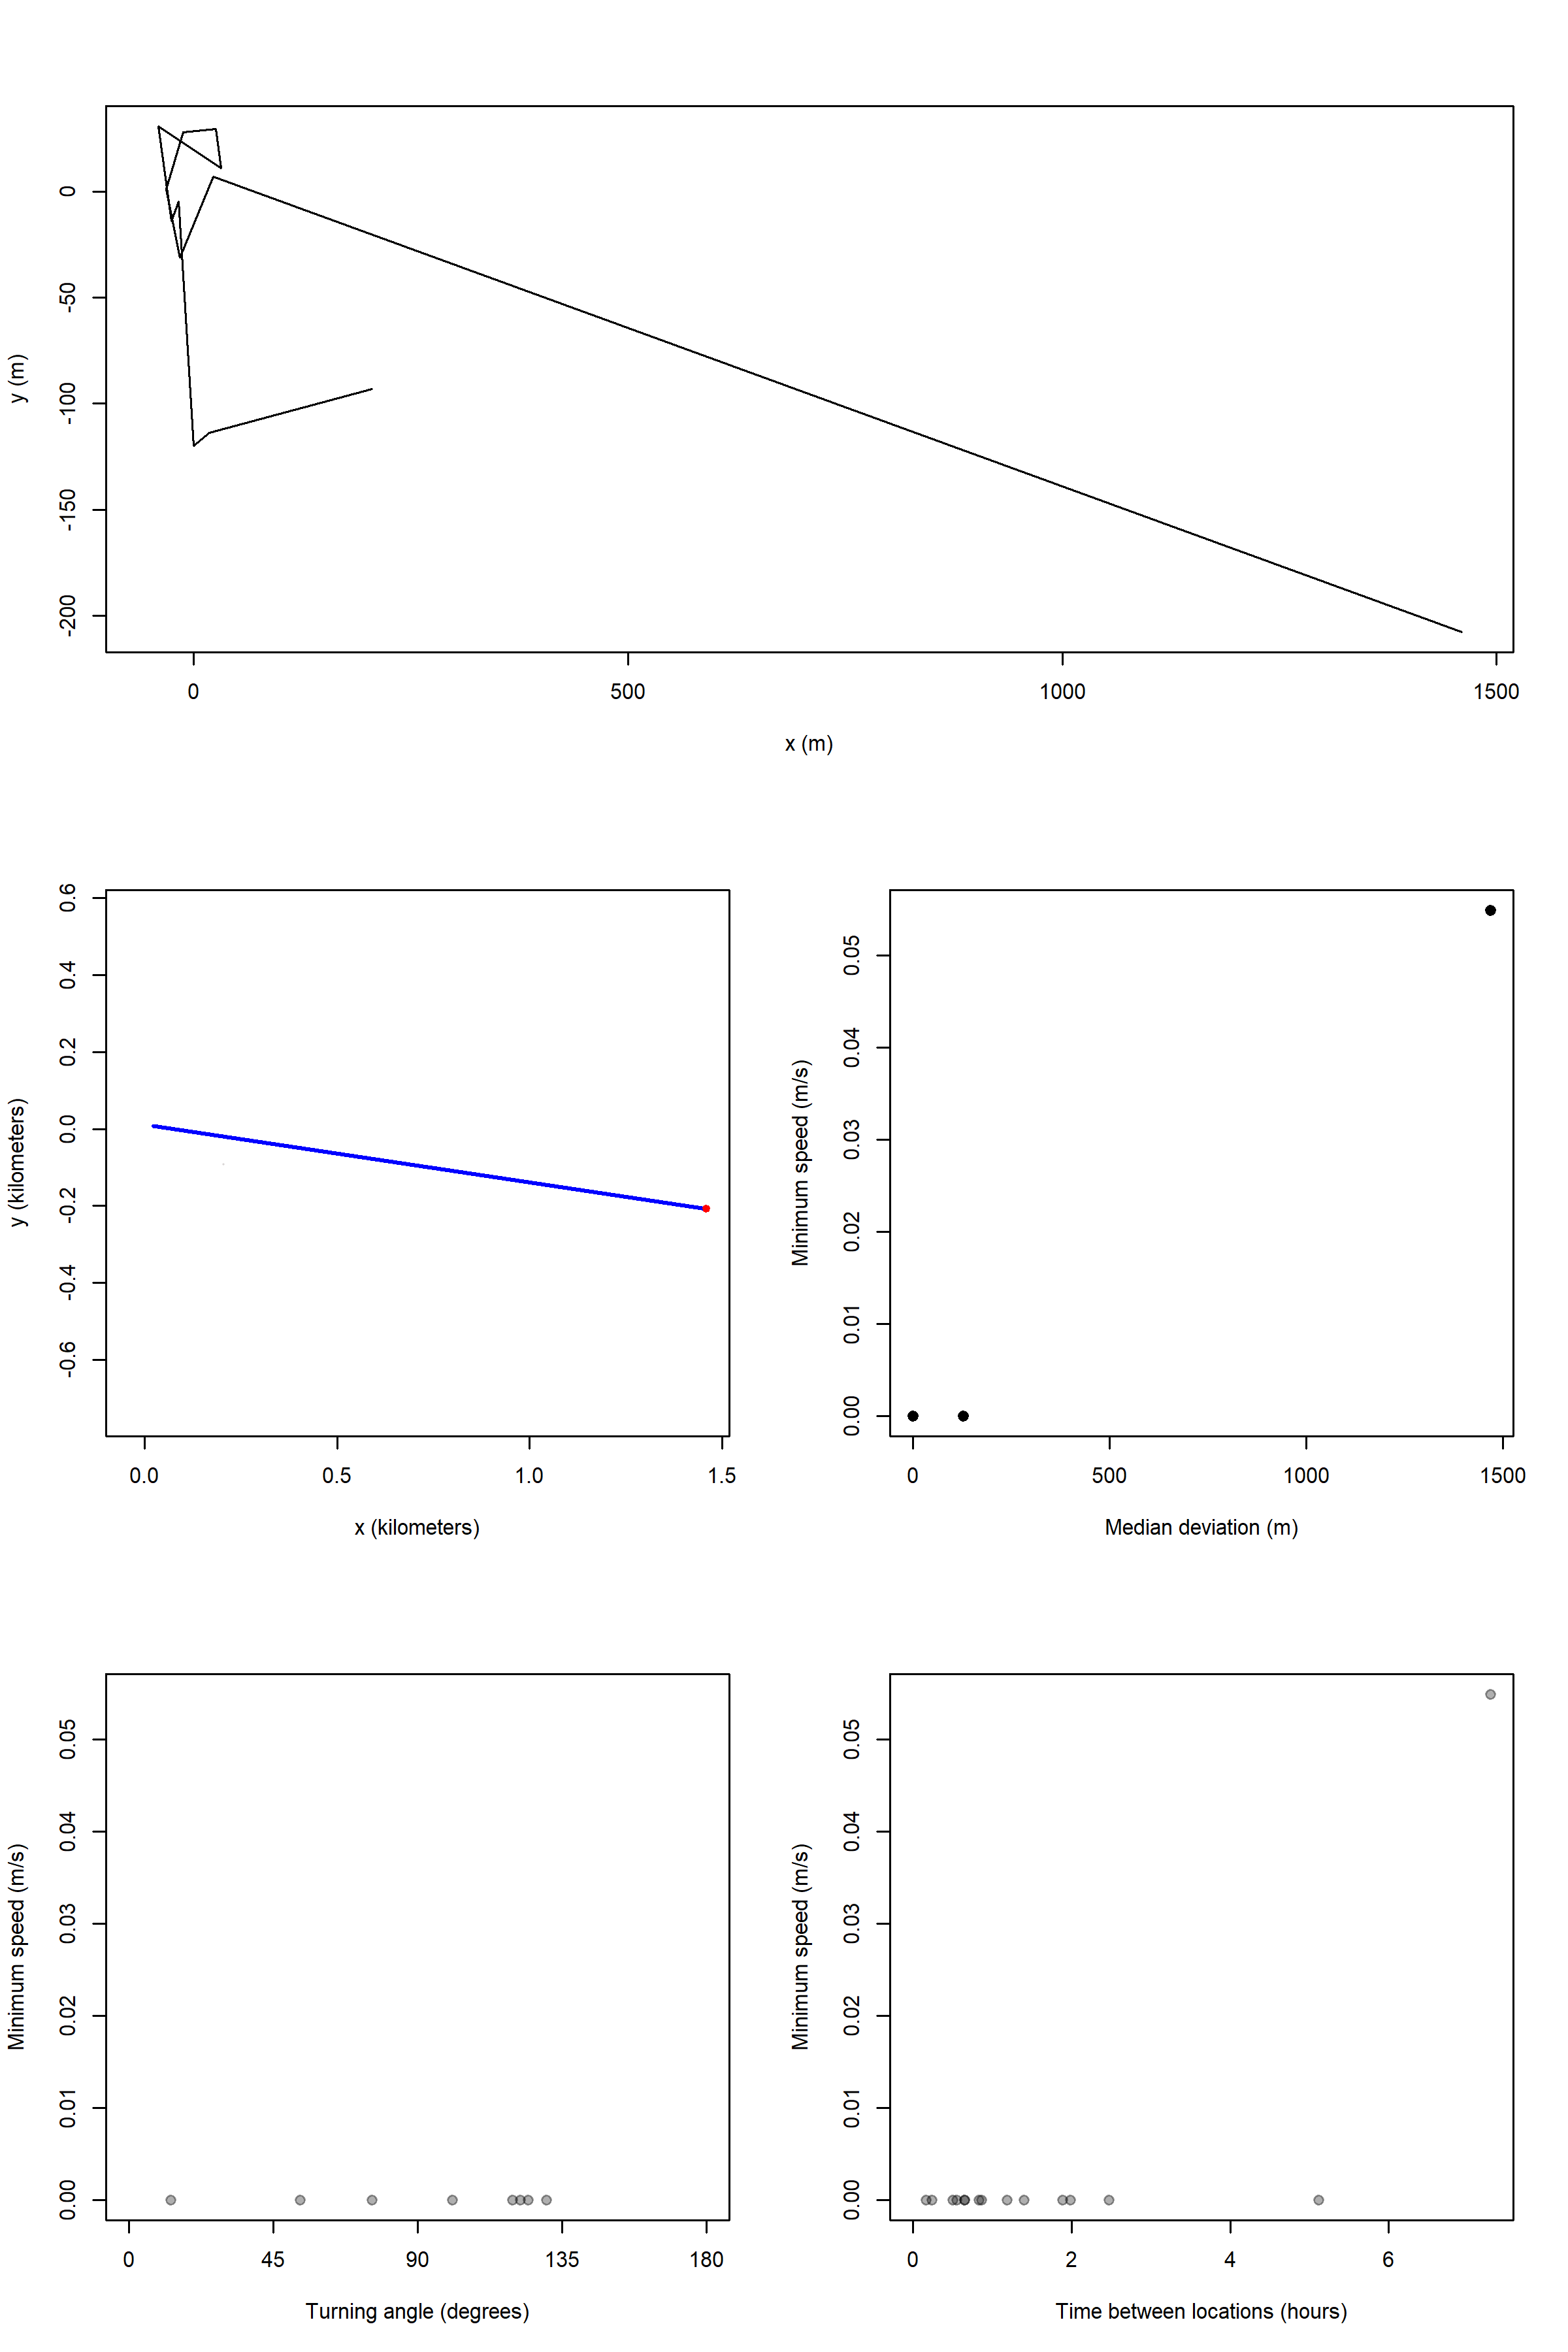 0
-50
-100
-150
-200
y (m)
0 500 1000 1500
x (m)
0.6
0.4
0.2
0.0
-0.2
-0.4
-0.6
y (kilometers)
0.0 0.5 1.0 1.5
x (kilometers)
0.05
0.04
0.03
0.02
0.01
0.00
Minimum speed (m/s)
0 500 1000 1500
Median deviation (m)
0.05
0.04
0.03
0.02
0.01
0.00
Minimum speed (m/s)
0 45 90 135 180
Turning angle (degrees)
0.05
0.04
0.03
0.02
0.01
0.00
Minimum speed (m/s)
0 2 4 6
Time between locations (hours)